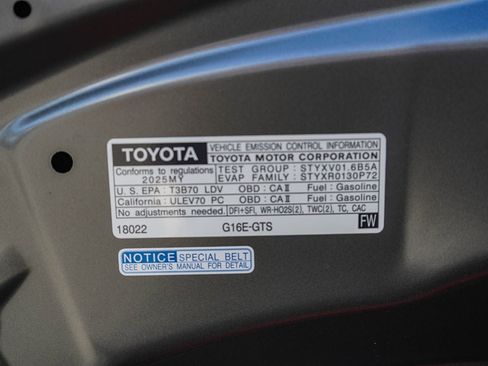 TOYOTA VEHICLE EMISSION CONTROL INFORMATION
TOYOTA MOTOR CORPORATION
Conforms to regulations TEST GROUP : STYXV01.6B5A
2025MY EVAP FAMILY : STYXR0130P72
U.S. EPA : T3B70 LDV OBD : CAⅡ Fuel : Gasoline
California : ULEV70 PC OBD : CAⅡ Fuel : Gasoline
No adjustments needed. DFI+SFI, WR-HO2S(2), TWC(2), TC, CAC
18022 G16E-GTS FW
NOTICE SPECIAL BELT
SEE OWNER'S MANUAL FOR DETAIL